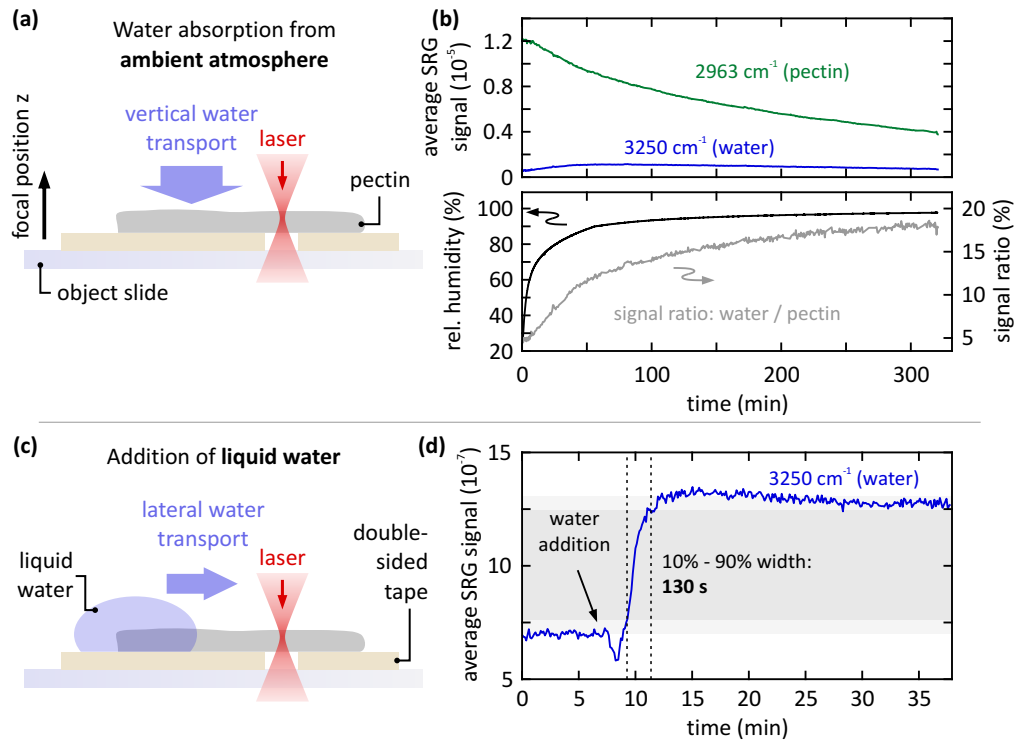 (a)
Water absorption from
ambient atmosphere
focal position z
vertical water
transport
laser
pectin
object slide
(b)
average SRG
signal (10⁻⁵)
1.2
0.8
0.4
0
2963 cm⁻¹ (pectin)
3250 cm⁻¹ (water)
rel. humidity (%)
100
80
60
40
20
signal ratio: water / pectin
20
15
10
5
signal ratio (%)
0
100
200
300
time (min)
(c)
Addition of liquid water
lateral water
transport
liquid
water
laser
double-
sided
tape
(d)
average SRG signal (10⁻⁷)
15
10
5
3250 cm⁻¹ (water)
water
addition
10% - 90% width:
130 s
0
5
10
15
20
25
30
35
time (min)